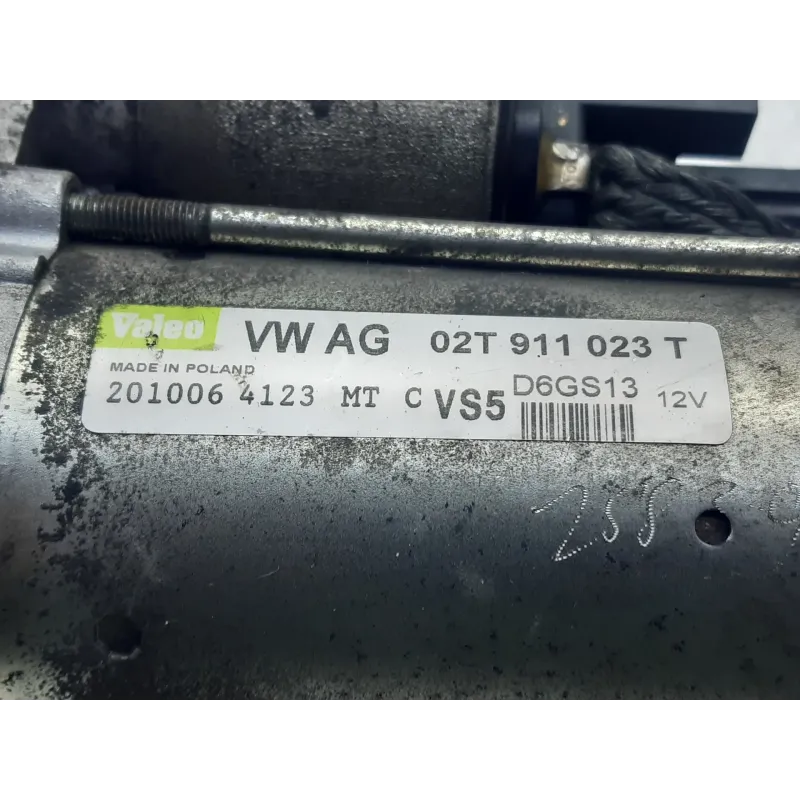 Valeo VW AG 02T 911 023 T
MADE IN POLAND
201006 4123 MT C VS5 D6GS13 12V